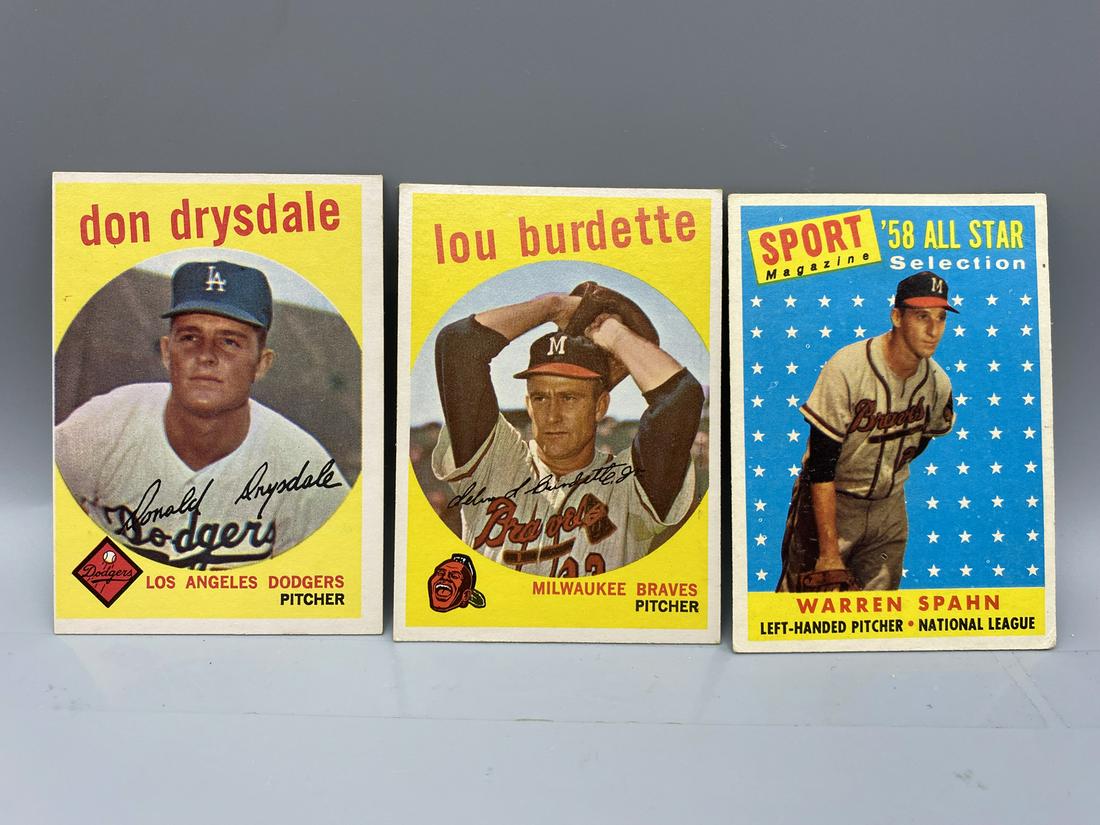 don drysdale
LA
Donald Drysdale
Dodgers
Dodgers
LOS ANGELES DODGERS
PITCHER
lou burdette
M
Braves
MILWAUKEE BRAVES
PITCHER
SPORT
Magazine
'58 ALL STAR
Selection
M
Braves
WARREN SPAHN
LEFT-HANDED PITCHER • NATIONAL LEAGUE